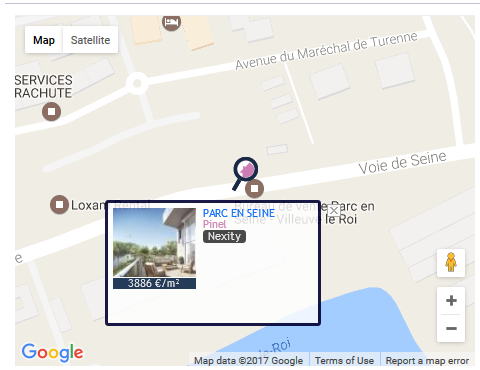 Map
Satellite
Avenue du Maréchal de Turenne
SERVICES
RACHUTE
Voie de Seine
Loxam Rental
Bureau de vente Parc en
Seine - Villeuve le Roi
PARC EN SEINE
Pinel
Nexity
3886 €/m²
e
le-Roi
Google
Map data ©2017 Google
Terms of Use
Report a map error